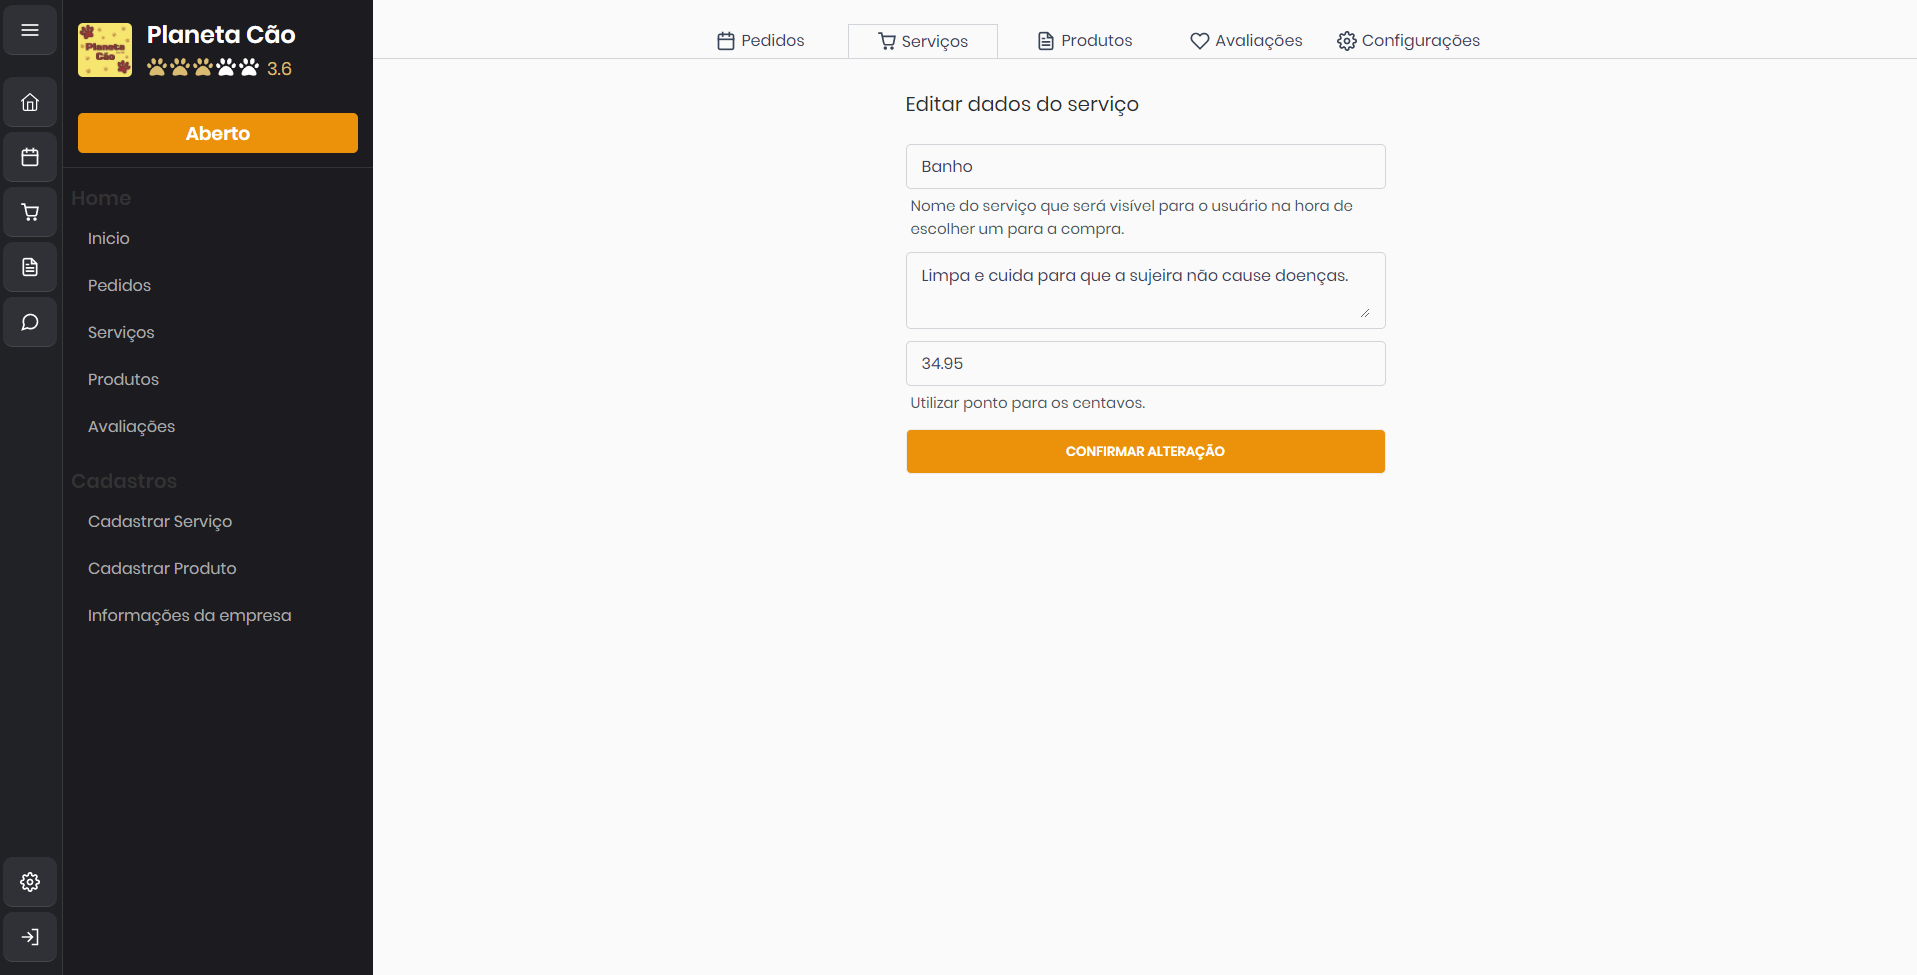 Planeta Cão
Planeta
Cão
3.6
Aberto
Home
Inicio
Pedidos
Serviços
Produtos
Avaliações
Cadastros
Cadastrar Serviço
Cadastrar Produto
Informações da empresa
Pedidos
Serviços
Produtos
Avaliações
Configurações
Editar dados do serviço
Banho
Nome do serviço que será visível para o usuário na hora de
escolher um para a compra.
Limpa e cuida para que a sujeira não cause doenças.
34.95
Utilizar ponto para os centavos.
CONFIRMAR ALTERAÇÃO